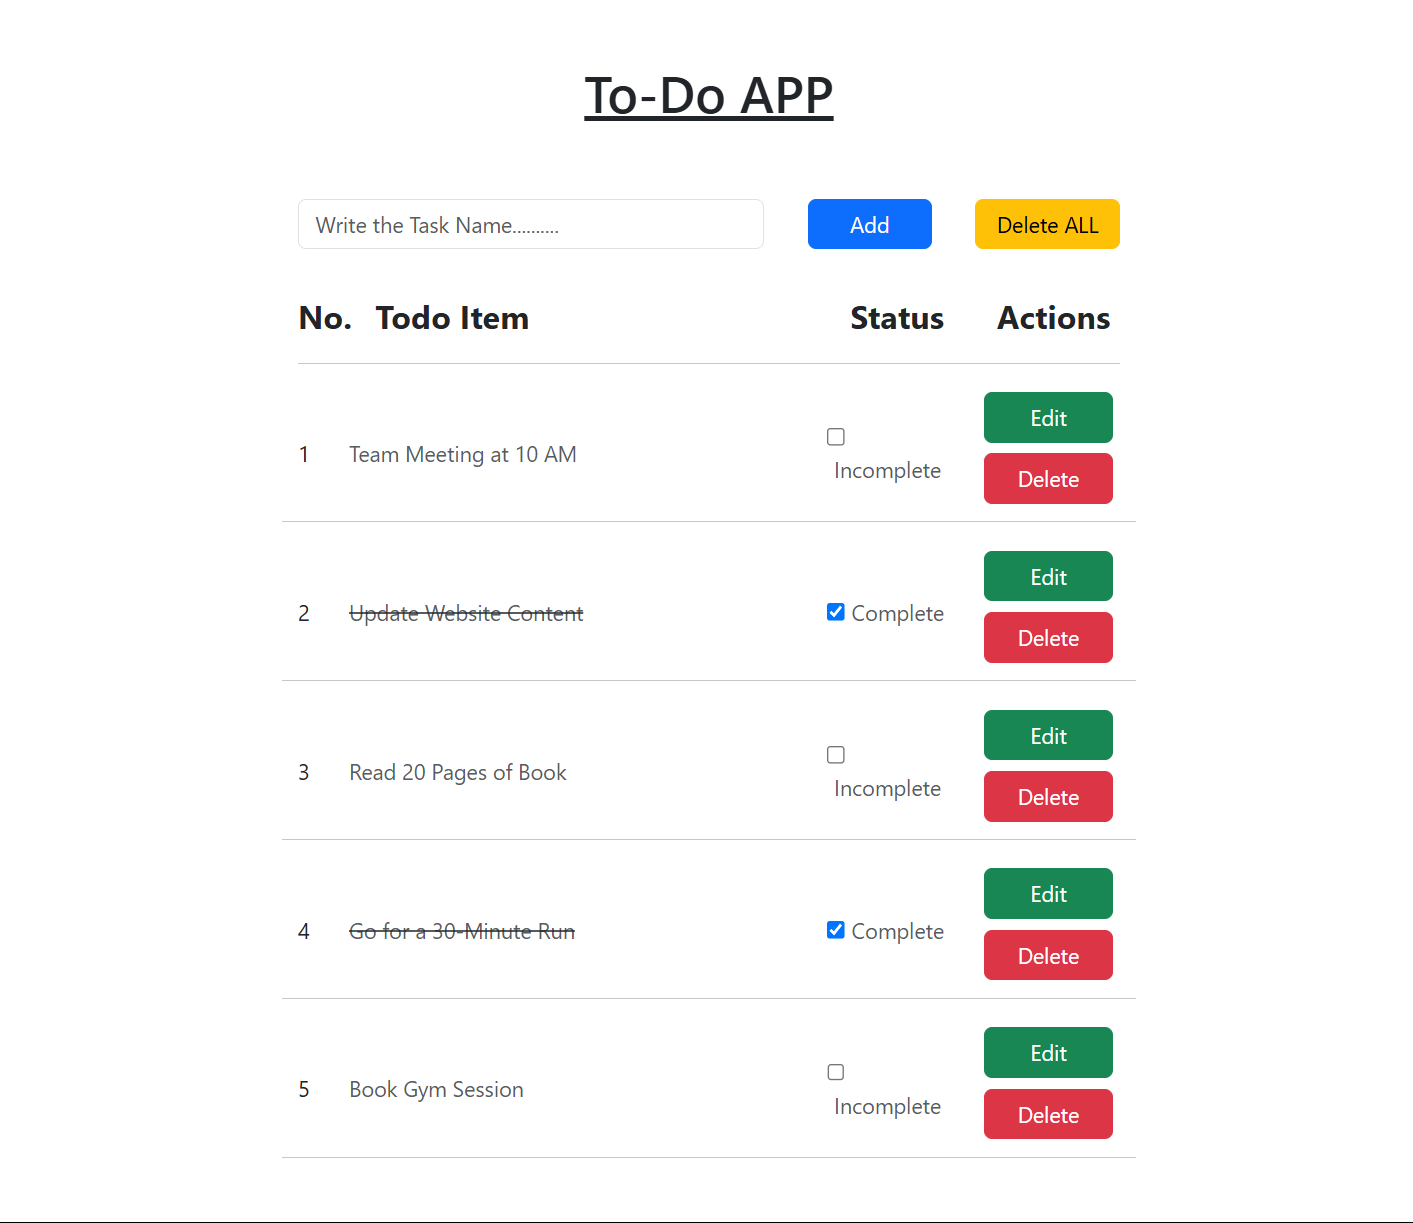 To-Do APP
Write the Task Name.......... Add Delete ALL
No. Todo Item Status Actions
1 Team Meeting at 10 AM Incomplete Edit Delete
2 Update Website Content Complete Edit Delete
3 Read 20 Pages of Book Incomplete Edit Delete
4 Go for a 30-Minute Run Complete Edit Delete
5 Book Gym Session Incomplete Edit Delete